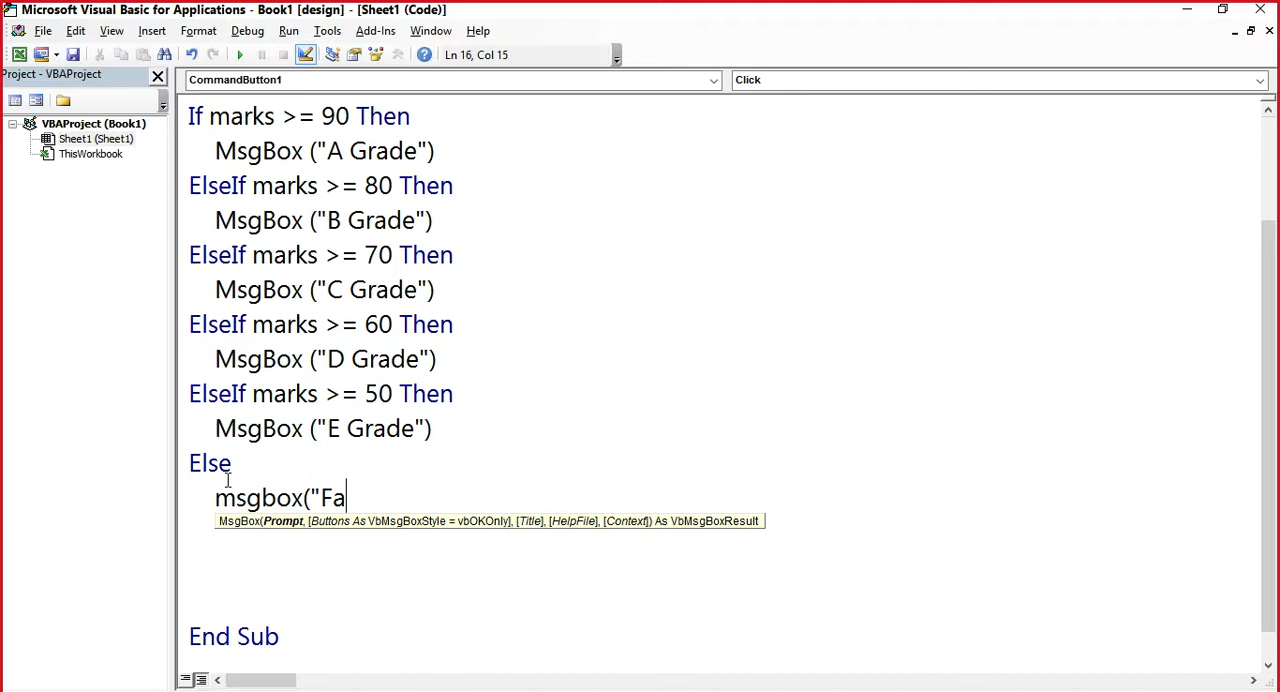 Microsoft Visual Basic for Applications - Book1 [design] - [Sheet1 (Code)]
File Edit View Insert Format Debug Run Tools Add-Ins Window Help
Ln 16, Col 15
Project - VBAProject
CommandButton1 Click
VBAProject (Book1)
Sheet1 (Sheet1)
ThisWorkbook
If marks >= 90 Then
MsgBox ("A Grade")
ElseIf marks >= 80 Then
MsgBox ("B Grade")
ElseIf marks >= 70 Then
MsgBox ("C Grade")
ElseIf marks >= 60 Then
MsgBox ("D Grade")
ElseIf marks >= 50 Then
MsgBox ("E Grade")
Else
msgbox("Fa
MsgBox(Prompt, [Buttons As VbMsgBoxStyle = vbOKOnly], [Title], [HelpFile], [Context]) As VbMsgBoxResult
End Sub